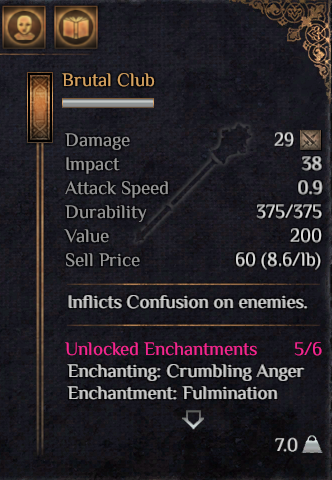 Brutal Club
Damage 29
Impact 38
Attack Speed 0.9
Durability 375/375
Value 200
Sell Price 60 (8.6/lb)
Inflicts Confusion on enemies.
Unlocked Enchantments 5/6
Enchanting: Crumbling Anger
Enchantment: Fulmination
7.0